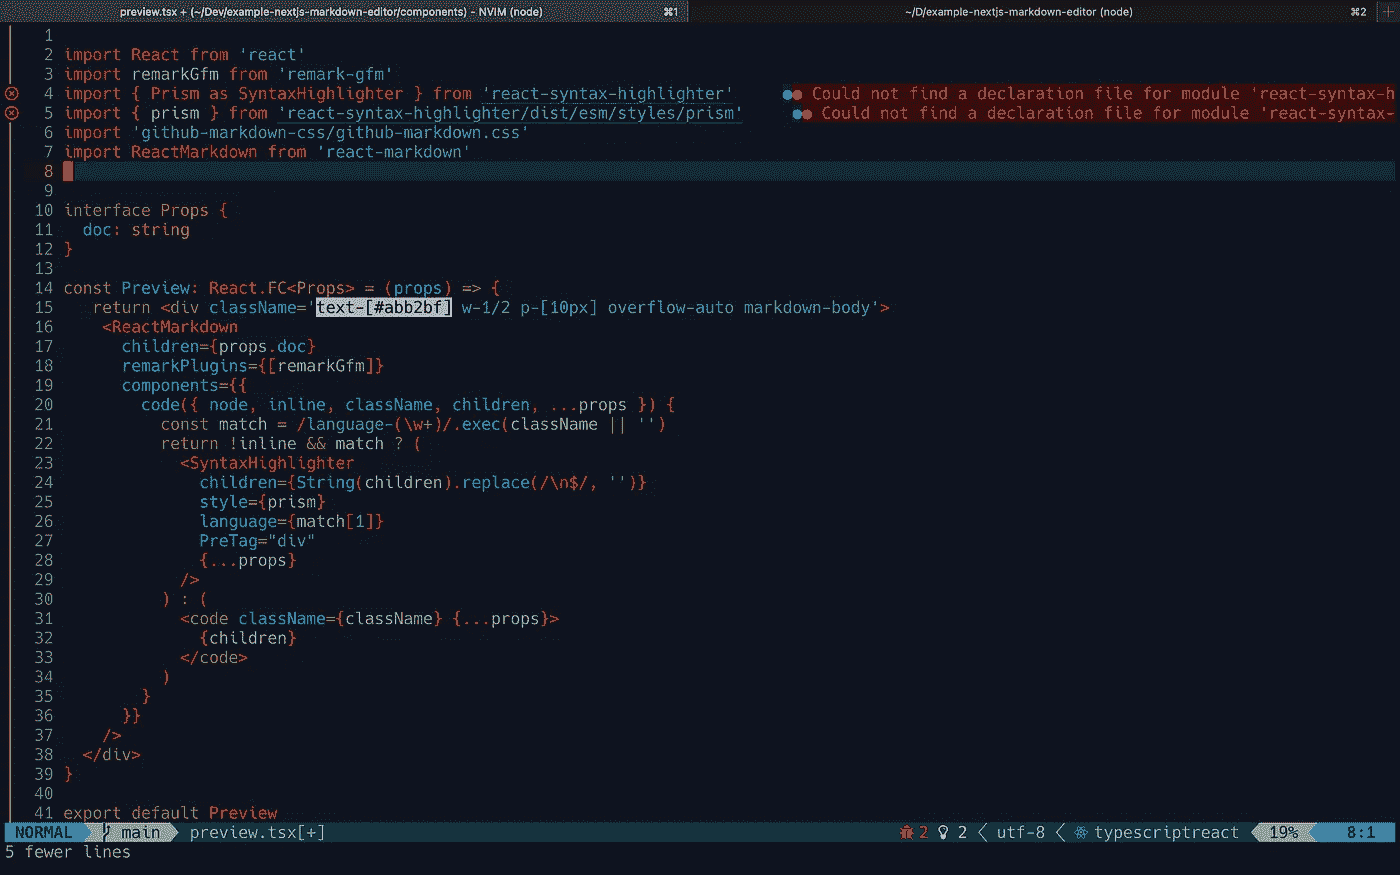 preview.tsx + (~/Dev/example-nextjs-markdown-editor/components) - NVIM (node) ⌘1 ~/D/example-nextjs-markdown-editor (node) ⌘2 +
1
2 import React from 'react'
3 import remarkGfm from 'remark-gfm'
4 import { Prism as SyntaxHighlighter } from 'react-syntax-highlighter' Could not find a declaration file for module 'react-syntax-h
5 import { prism } from 'react-syntax-highlighter/dist/esm/styles/prism' Could not find a declaration file for module 'react-syntax-
6 import 'github-markdown-css/github-markdown.css'
7 import ReactMarkdown from 'react-markdown'
8
9
10 interface Props {
11   doc: string
12 }
13
14 const Preview: React.FC<Props> = (props) => {
15    return <div className='text-[#abb2bf] w-1/2 p-[10px] overflow-auto markdown-body'>
16     <ReactMarkdown
17       children={props.doc}
18       remarkPlugins={[remarkGfm]}
19       components={{
20         code({ node, inline, className, children, ...props }) {
21           const match = /language-(\w+)/.exec(className || '')
22           return !inline && match ? (
23             <SyntaxHighlighter
24               children={String(children).replace(/\n$/, '')}
25               style={prism}
26               language={match[1]}
27               PreTag="div"
28               {...props}
29             />
30           ) : (
31             <code className={className} {...props}>
32               {children}
33             </code>
34           )
35         }
36       }}
37     />
38   </div>
39 }
40
41 export default Preview
NORMAL main preview.tsx[+] 2 2 utf-8 typescriptreact 19% 8:1
5 fewer lines